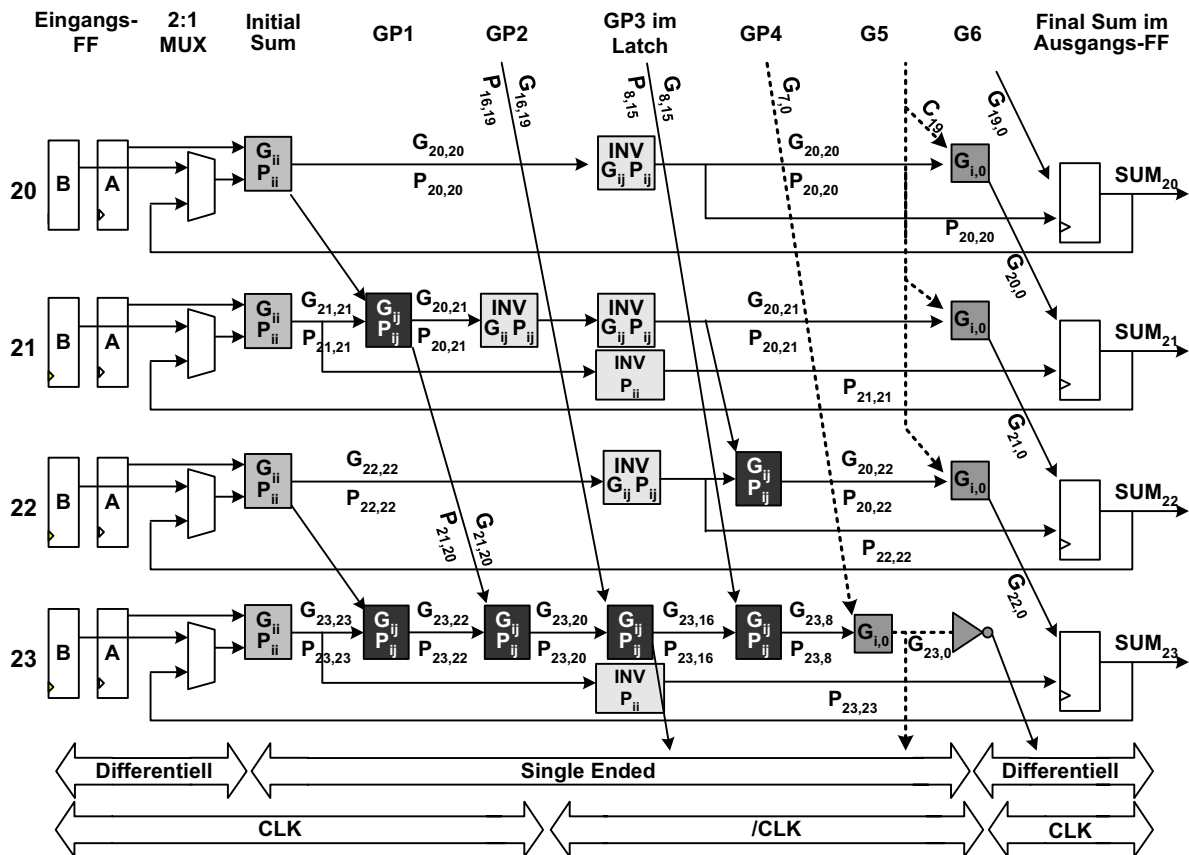 Eingangs-
FF
2:1
MUX
Initial
Sum
GP1
GP2
GP3 im
Latch
GP4
G5
G6
Final Sum im
Ausgangs-FF
P16,19
G16,19
P8,15
G8,15
G7,0
C19
G19,0
20
B
A
Gii
Pii
G20,20
P20,20
INV
Gij Pij
G20,20
P20,20
Gi,0
P20,20
SUM20
G20,0
21
B
A
Gii
Pii
G21,21
P21,21
Gij
Pij
G20,21
P20,21
INV
Gij Pij
INV
Gij Pij
INV
Pii
G20,21
P20,21
Gi,0
P21,21
SUM21
G21,0
22
B
A
Gii
Pii
G22,22
P22,22
P21,20
G21,20
INV
Gij Pij
Gij
Pij
G20,22
P20,22
Gi,0
P22,22
SUM22
G22,0
23
B
A
Gii
Pii
G23,23
P23,23
Gij
Pij
G23,22
P23,22
Gij
Pij
G23,20
P23,20
Gij
Pij
INV
Pii
G23,16
P23,16
Gij
Pij
G23,8
P23,8
Gi,0
G23,0
P23,23
SUM23
Differentiell
Single Ended
Differentiell
CLK
/CLK
CLK